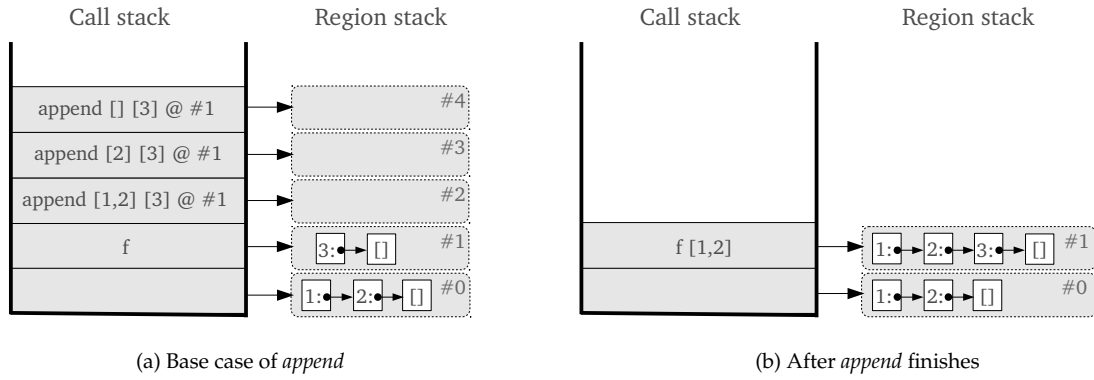 Call stack
Region stack
append [] [3] @ #1
#4
append [2] [3] @ #1
#3
append [1,2] [3] @ #1
#2
f
3: []
#1
1: 2: []
#0
(a) Base case of append
Call stack
Region stack
f [1,2]
1: 2: 3: []
#1
1: 2: []
#0
(b) After append finishes